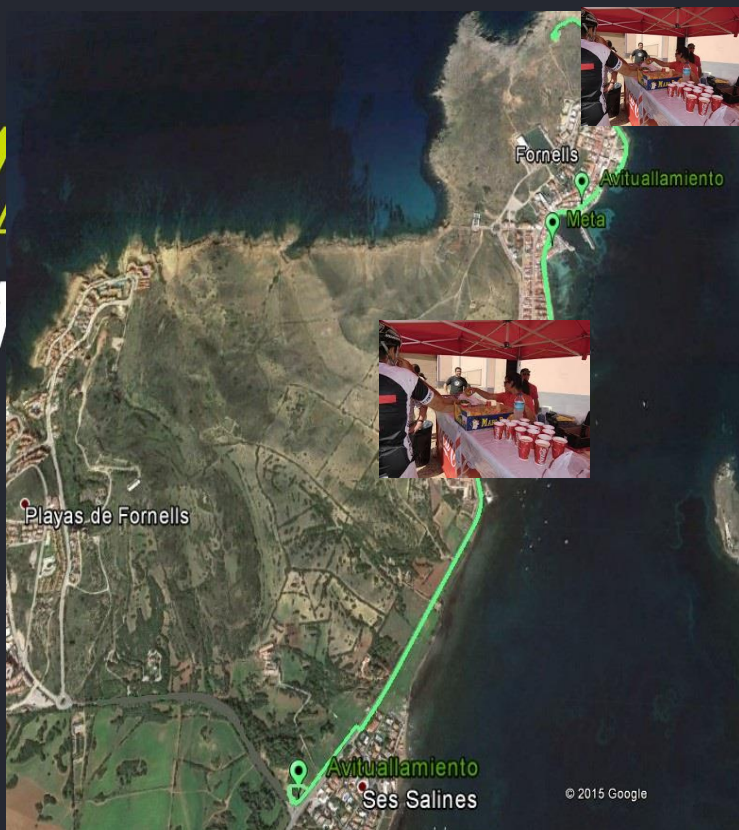 Fornells
Avituallamiento
Meta
Playas de Fornells
Avituallamiento
Ses Salines
© 2015 Google